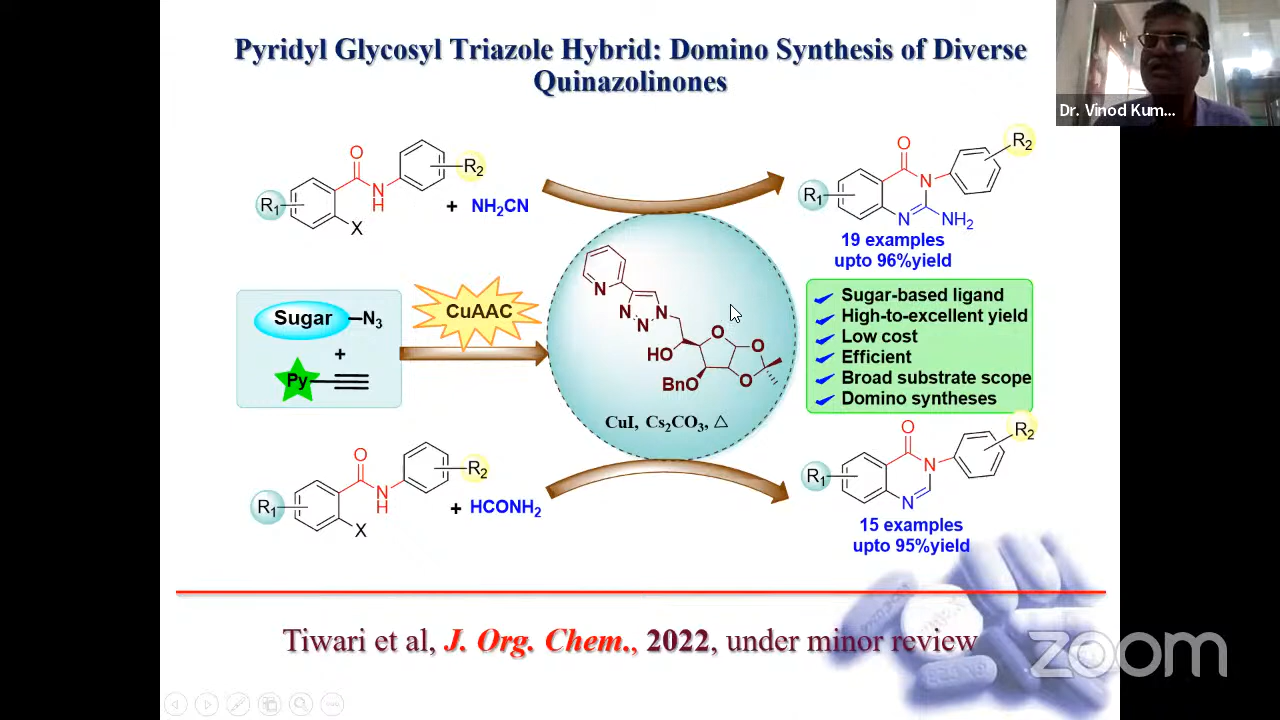 Pyridyl Glycosyl Triazole Hybrid: Domino Synthesis of Diverse
Quinazolinones
Dr. Vinod Kum...
O
N
H
R₁
R₂
X
+ NH₂CN
O
N
N
NH₂
R₁
R₂
19 examples
upto 96%yield
Sugar
N₃
+
Py
CuAAC
N
N
N
N
HO
O
O
O
BnO
CuI, Cs₂CO₃, △
✓ Sugar-based ligand
✓ High-to-excellent yield
✓ Low cost
✓ Efficient
✓ Broad substrate scope
✓ Domino syntheses
O
N
H
R₁
R₂
X
+ HCONH₂
O
N
N
R₁
R₂
15 examples
upto 95%yield
Tiwari et al, J. Org. Chem., 2022, under minor review
zoom